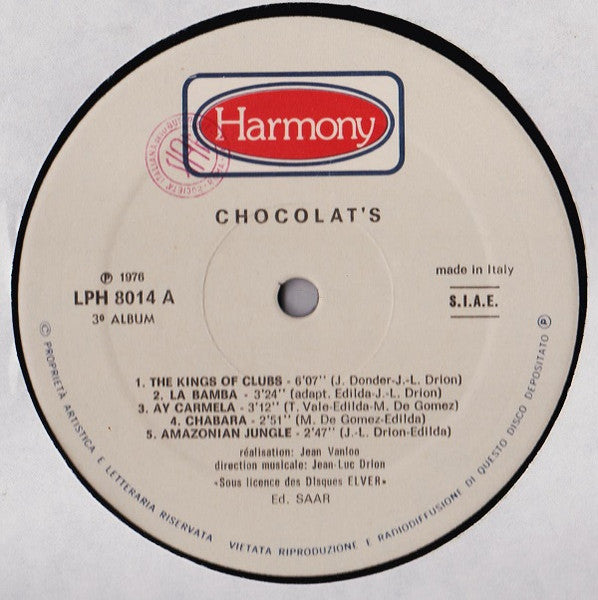 Harmony
CHOCOLAT'S
℗ 1976
LPH 8014 A
3º ALBUM
made in Italy
S.I.A.E.
1. THE KINGS OF CLUBS - 6'07'' (J. Donder-J.-L. Drion)
2. LA BAMBA - 3'24'' (adapt. Edilda-J.-L. Drion)
3. AY CARMELA - 3'12'' (T. Vale-Edilda-M. De Gomez)
4. CHABARA - 2'51'' (M. De Gomez-Edilda)
5. AMAZONIAN JUNGLE - 2'47'' (J.-L. Drion-Edilda)
réalisation: Jean Vanloo
direction musicale: Jean-Luc Drion
«Sous licence des Disques ELVER»
Ed. SAAR
© PROPRIETÀ ARTISTICA E LETTERARIA RISERVATA VIETATA RIPRODUZIONE E RADIODIFFUSIONE DI QUESTO DISCO DEPOSITATO ℗